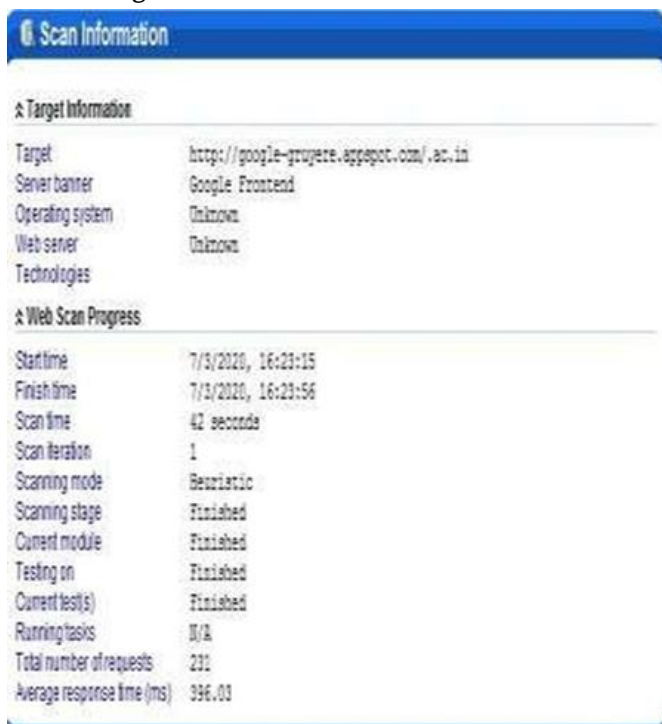 Scan Information
Target Information
Target http://google-gruyere.appspot.com/.ac.in
Server banner Google Frontend
Operating system Unknown
Web server Unknown
Technologies
Web Scan Progress
Start time 7/3/2020, 16:23:15
Finish time 7/3/2020, 16:23:56
Scan time 42 seconds
Scan iteration 1
Scanning mode Heuristic
Scanning stage Finished
Current module Finished
Testing on Finished
Current test(s) Finished
Running tasks N/A
Total number of requests 231
Average response time (ms) 396.03